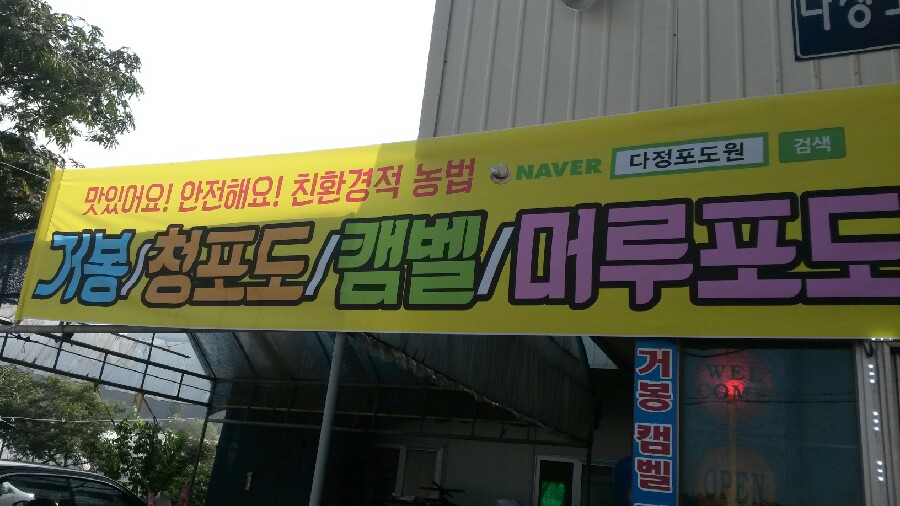 다정포
맛있어요! 안전해요! 친환경적 농법 NAVER 다정포도원 검색
거봉/청포도/캠벨/머루포도
거봉 캠벨
WELCOME
OPEN